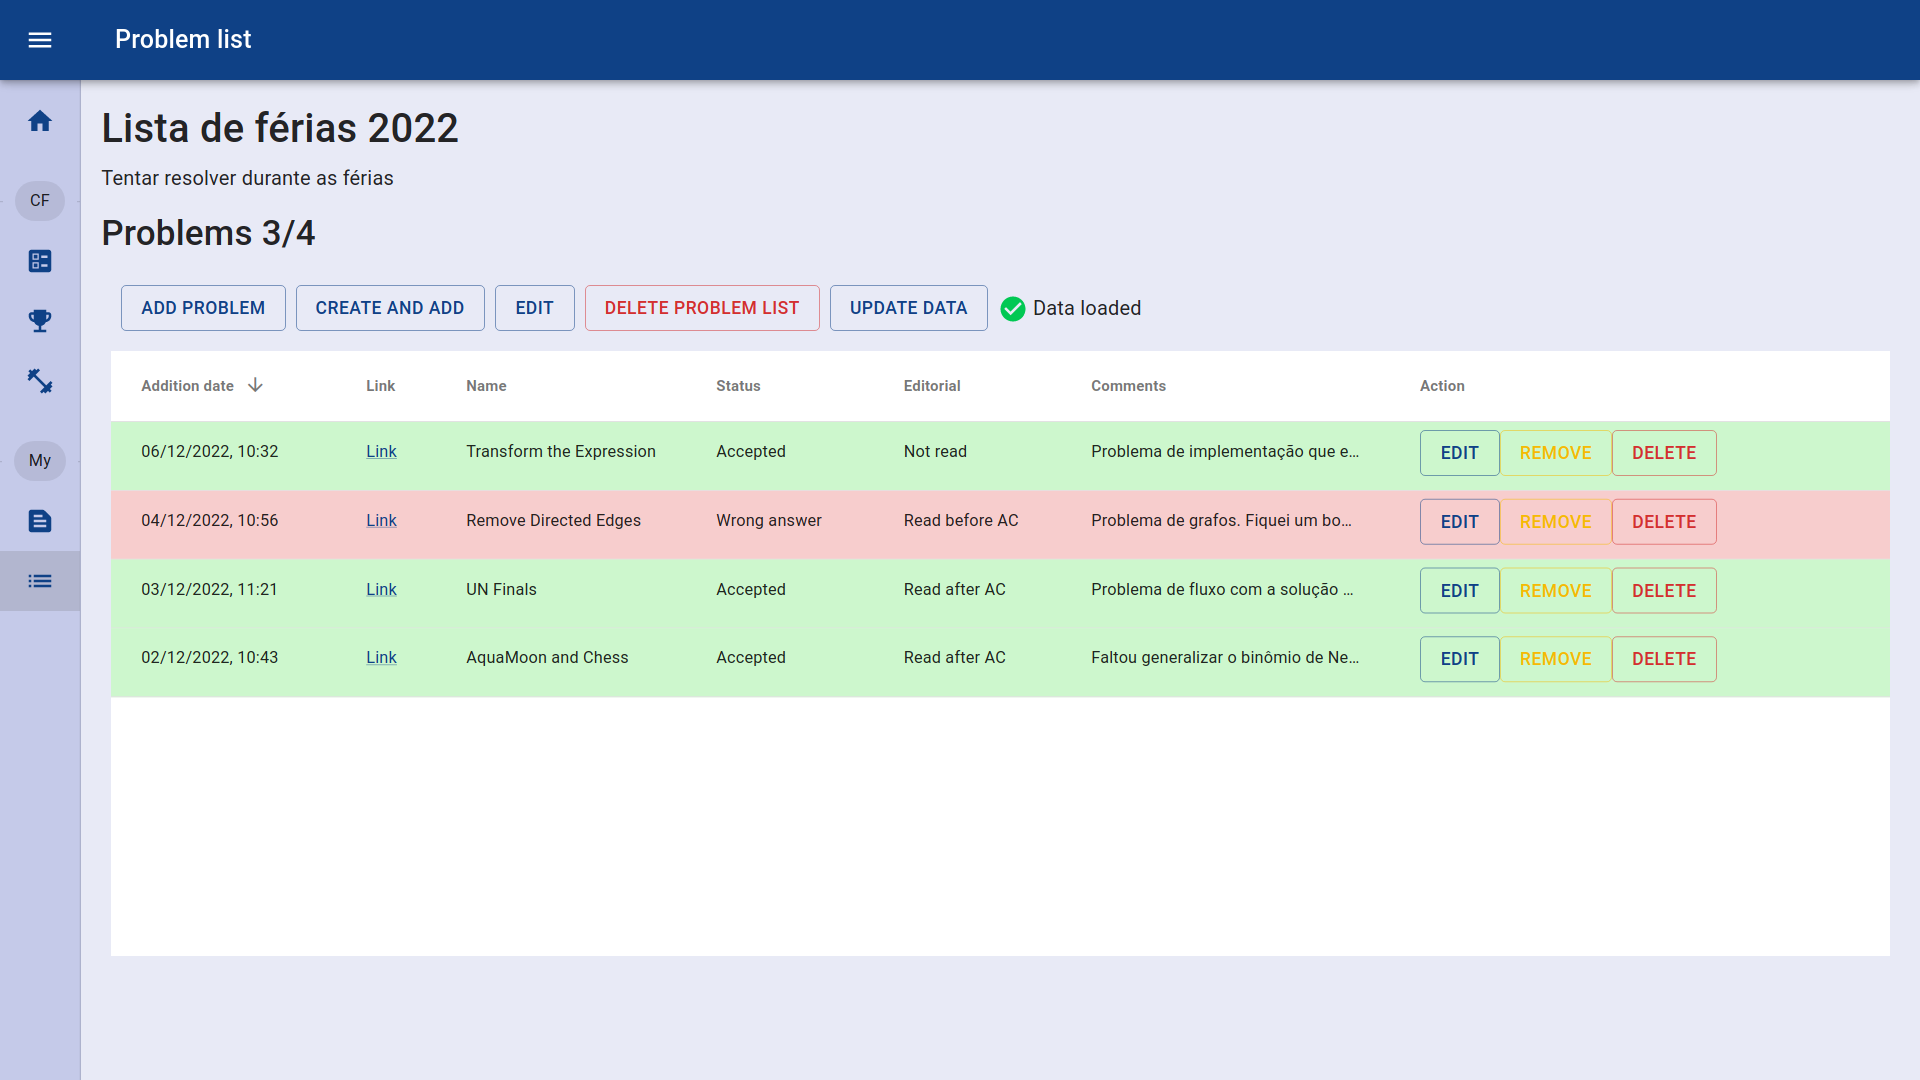 Problem list
Lista de férias 2022
Tentar resolver durante as férias
CF
Problems 3/4
ADD PROBLEM CREATE AND ADD EDIT DELETE PROBLEM LIST UPDATE DATA Data loaded
Addition date Link Name Status Editorial Comments Action
06/12/2022, 10:32 Link Transform the Expression Accepted Not read Problema de implementação que e... EDIT REMOVE DELETE
My
04/12/2022, 10:56 Link Remove Directed Edges Wrong answer Read before AC Problema de grafos. Fiquei um bo... EDIT REMOVE DELETE
03/12/2022, 11:21 Link UN Finals Accepted Read after AC Problema de fluxo com a solução ... EDIT REMOVE DELETE
02/12/2022, 10:43 Link AquaMoon and Chess Accepted Read after AC Faltou generalizar o binômio de Ne... EDIT REMOVE DELETE